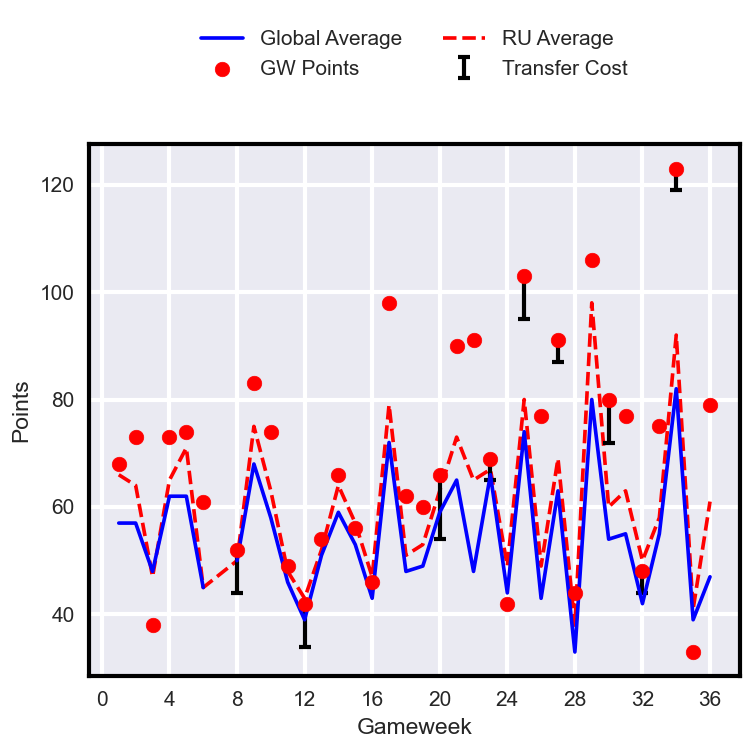 Global Average
RU Average
GW Points
Transfer Cost
Points
120
100
80
60
40
0 4 8 12 16 20 24 28 32 36
Gameweek